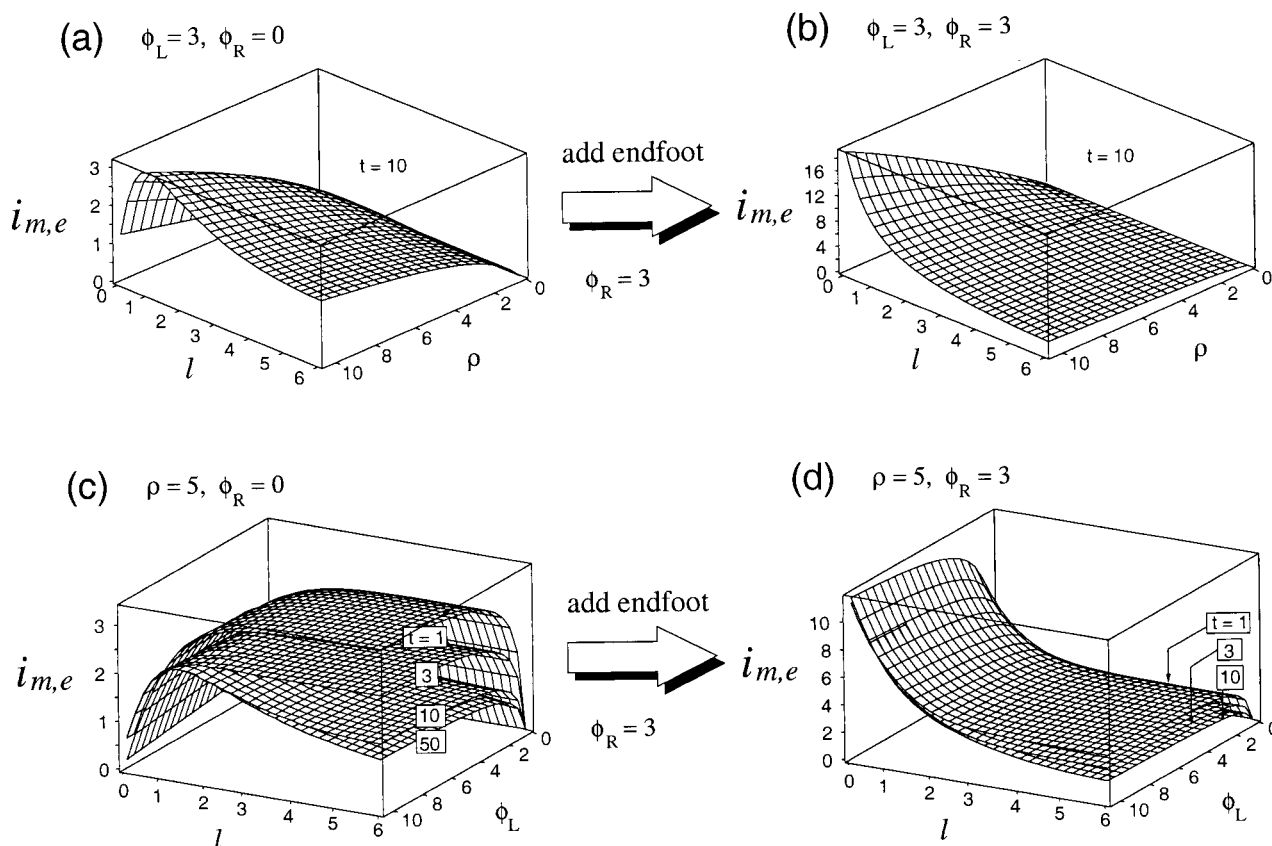 (a) ϕL = 3, ϕR = 0
3
2
1
0
im,e
t = 10
0 1 2 3 4 5 6
l
10 8 6 4 2 0
ρ
add endfoot
ϕR = 3
(b) ϕL = 3, ϕR = 3
16
12
8
4
0
im,e
t = 10
0 1 2 3 4 5 6
l
10 8 6 4 2 0
ρ
(c) ρ = 5, ϕR = 0
3
2
1
0
im,e
t = 1
3
10
50
0 1 2 3 4 5 6
l
10 8 6 4 2 0
ϕL
add endfoot
ϕR = 3
(d) ρ = 5, ϕR = 3
10
8
6
4
2
0
im,e
t = 1
3
10
0 1 2 3 4 5 6
l
10 8 6 4 2 0
ϕL